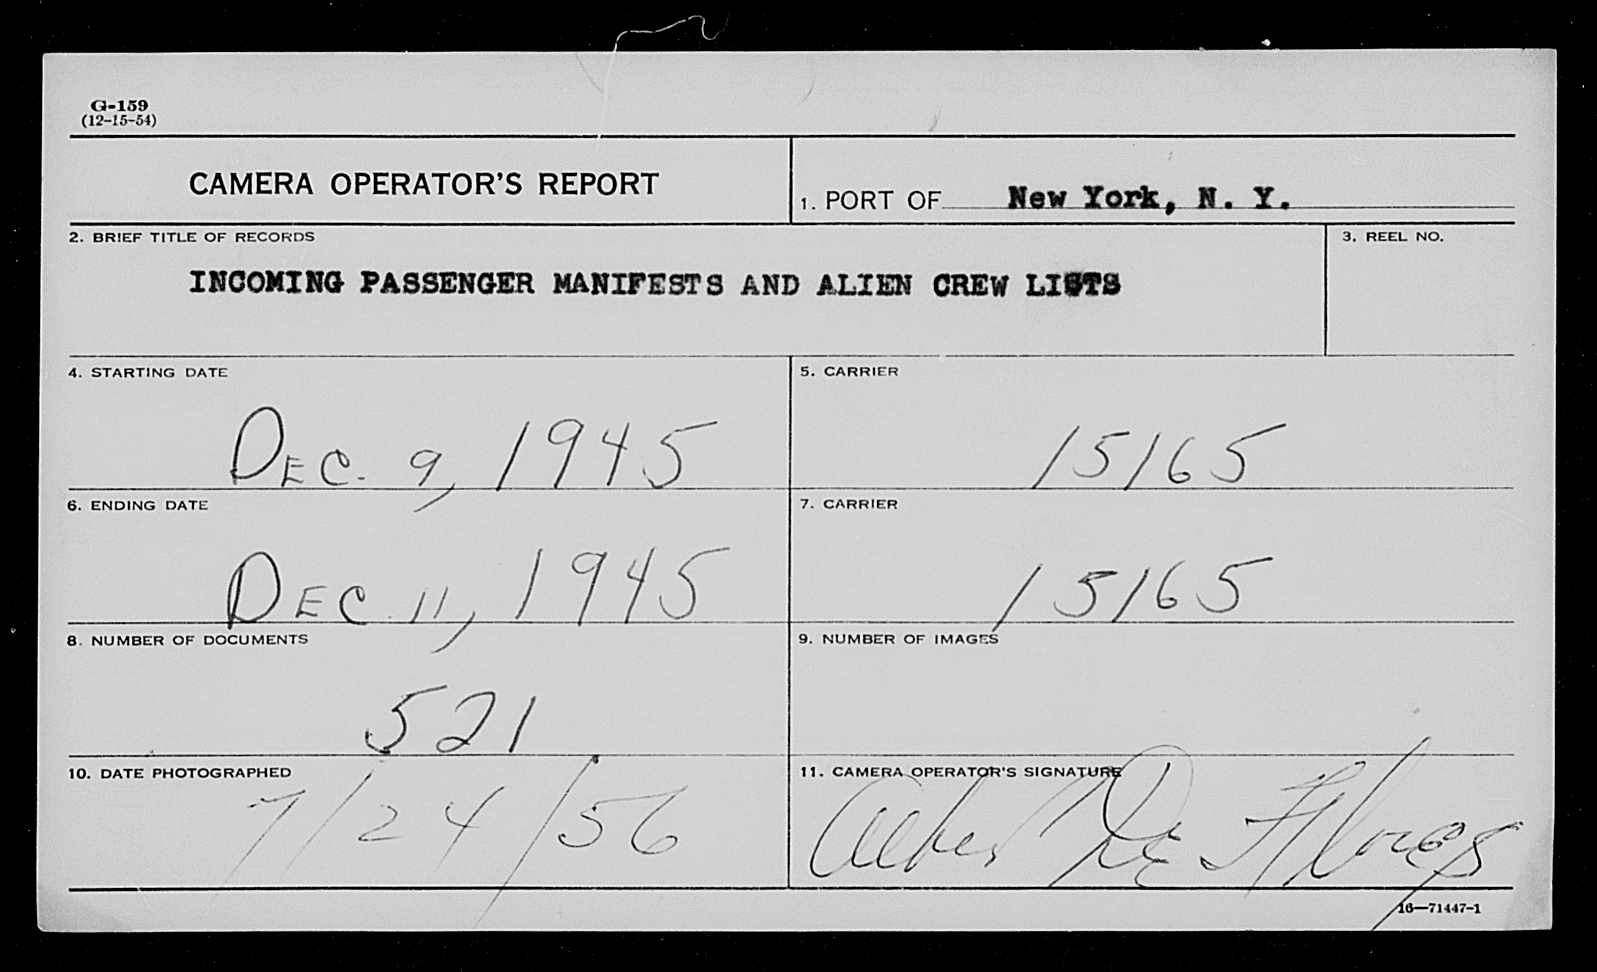 G-159
(12-15-54)
CAMERA OPERATOR'S REPORT
1. PORT OF New York, N. Y.
2. BRIEF TITLE OF RECORDS
INCOMING PASSENGER MANIFESTS AND ALIEN CREW LISTS
3. REEL NO.
4. STARTING DATE
DEC. 9, 1945
5. CARRIER
15165
6. ENDING DATE
DEC 11, 1945
7. CARRIER
15165
8. NUMBER OF DOCUMENTS
521
9. NUMBER OF IMAGES
10. DATE PHOTOGRAPHED
7/24/56
11. CAMERA OPERATOR'S SIGNATURE
De Flores
16—71447-1